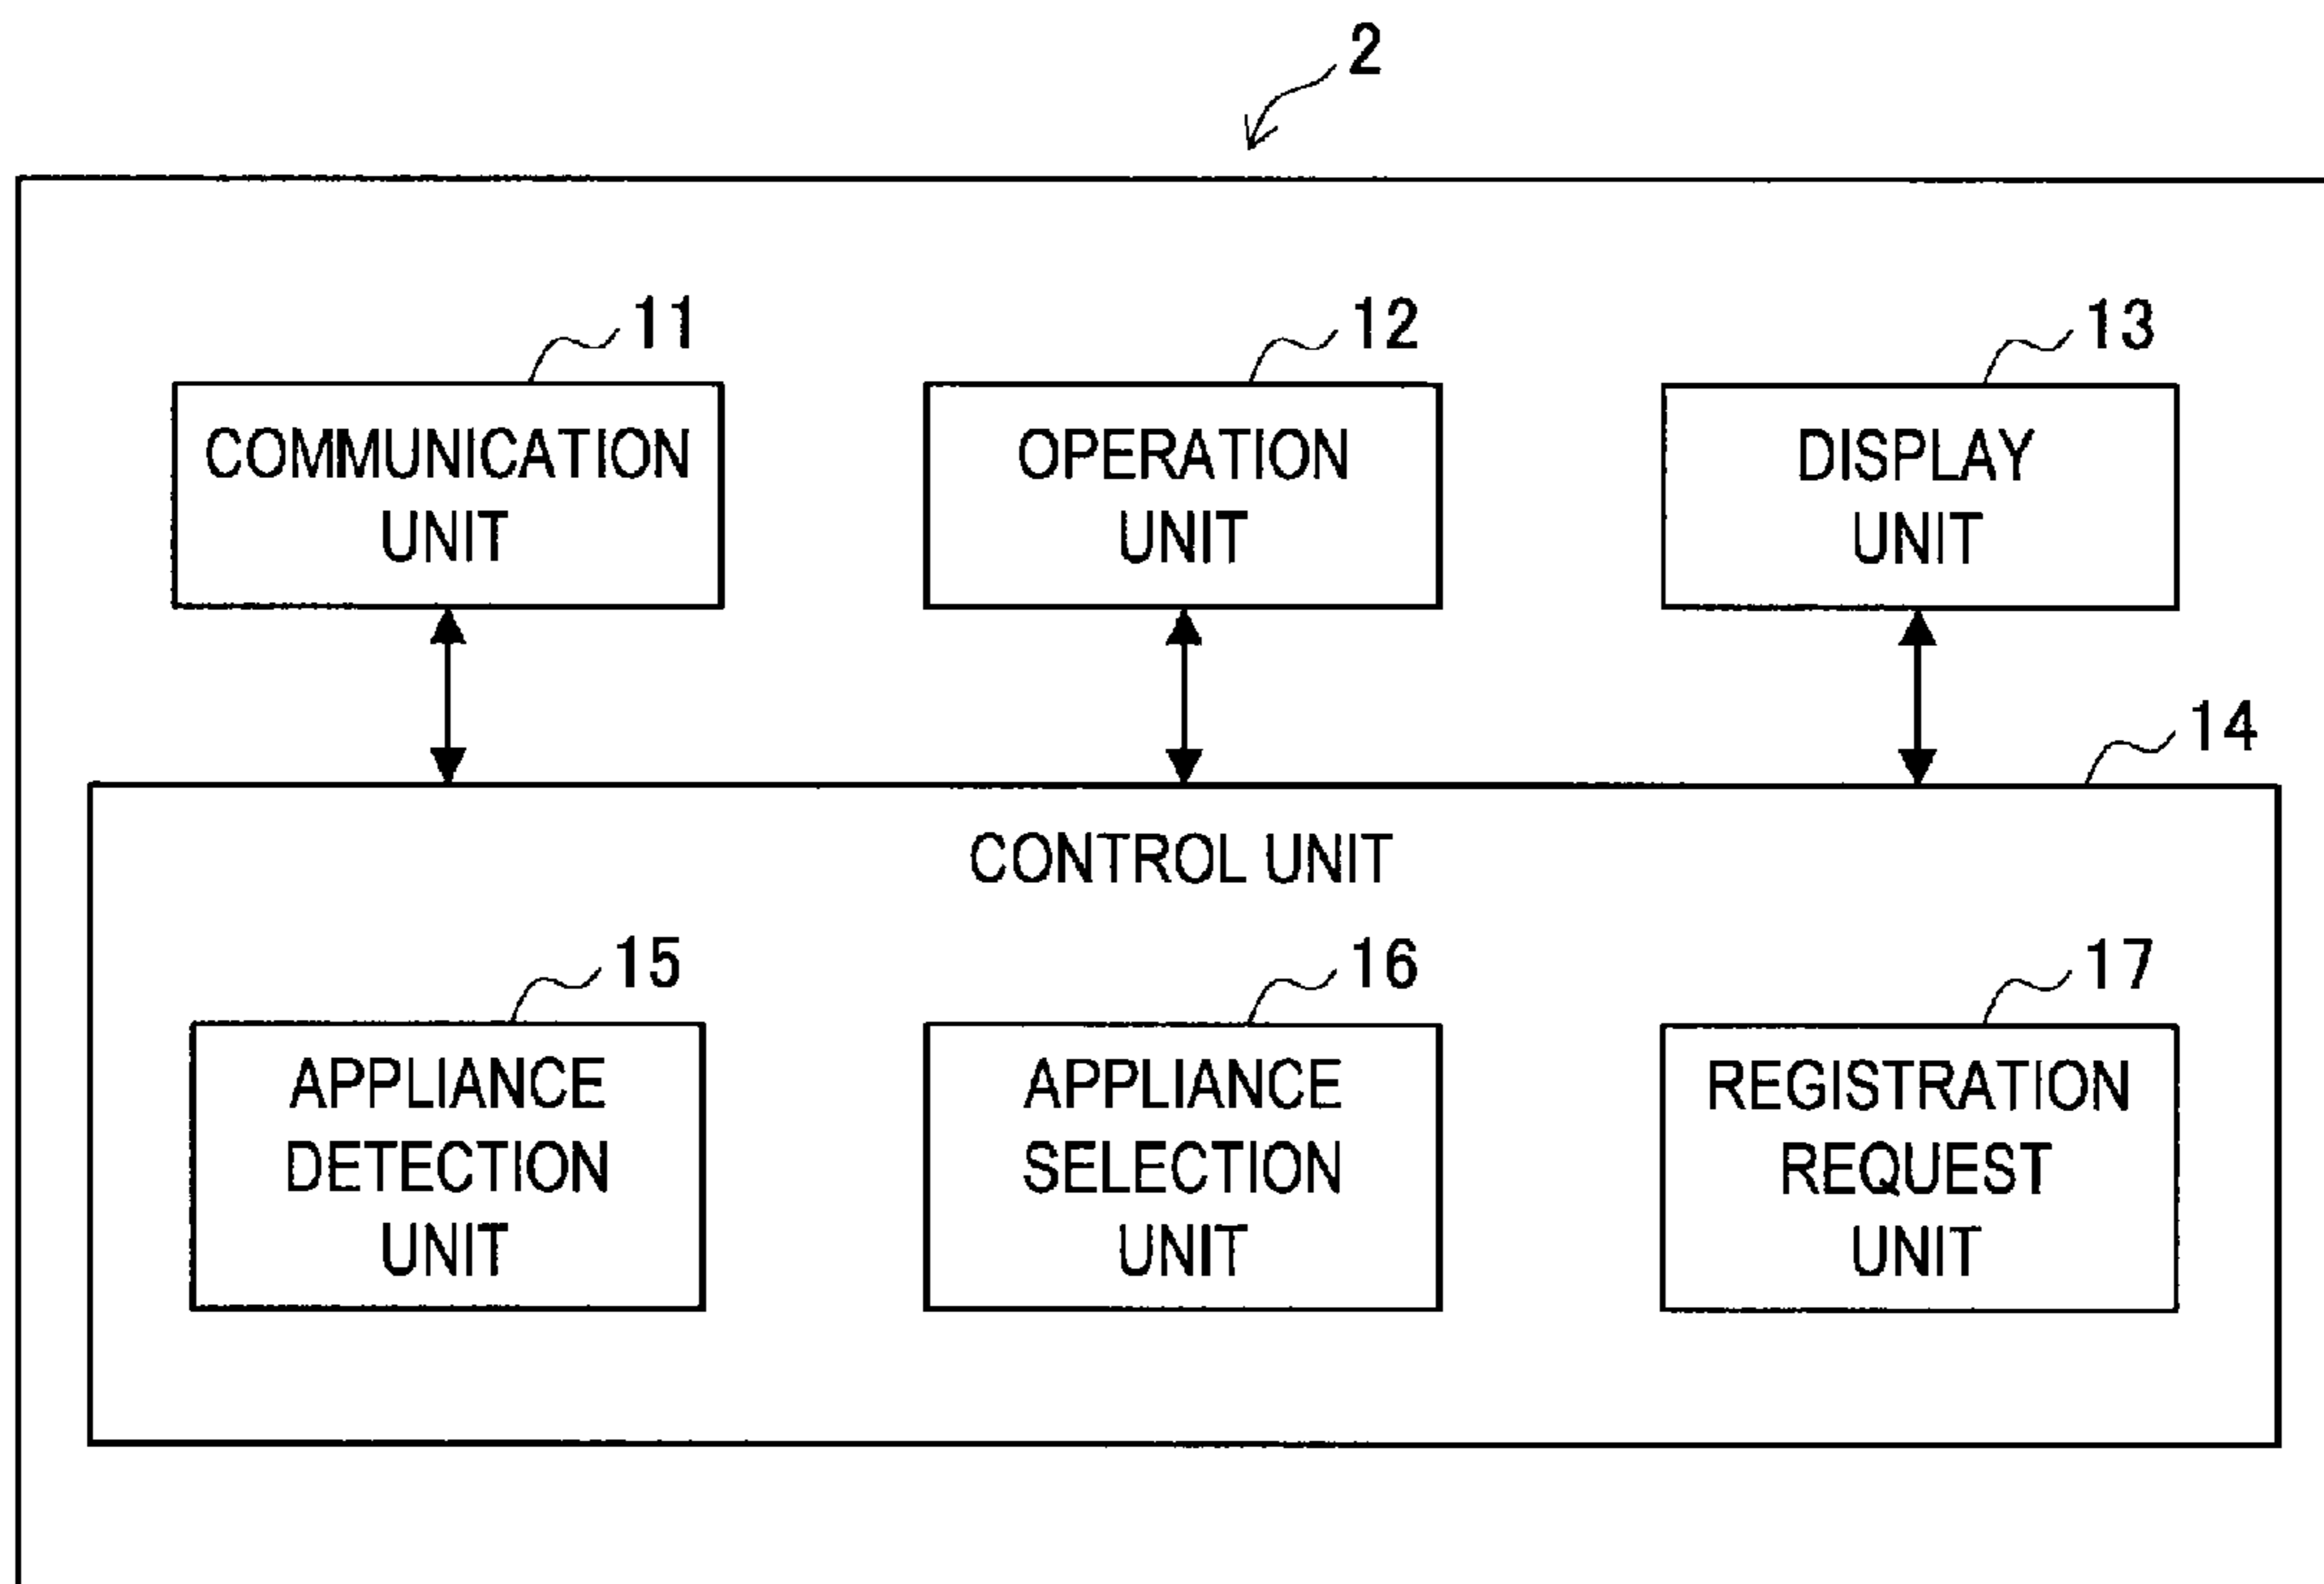 2
11
12
13
COMMUNICATION
UNIT
OPERATION
UNIT
DISPLAY
UNIT
14
CONTROL UNIT
15
16
17
APPLIANCE
DETECTION
UNIT
APPLIANCE
SELECTION
UNIT
REGISTRATION
REQUEST
UNIT